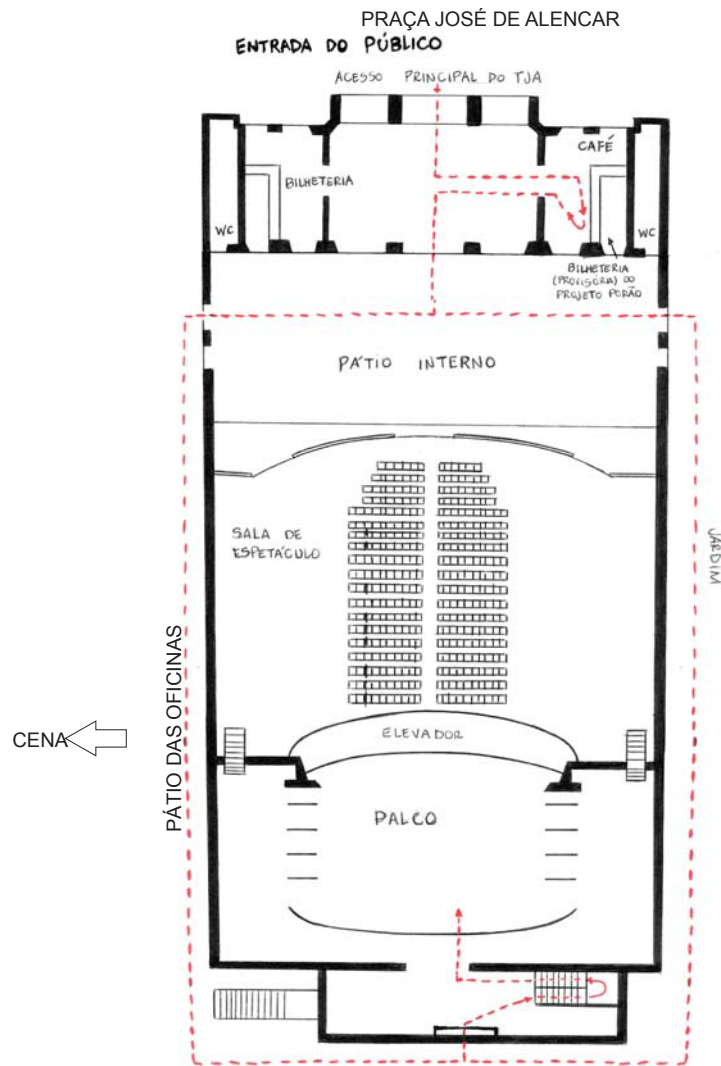 PRAÇA JOSÉ DE ALENCAR
ENTRADA DO PÚBLICO
ACESSO PRINCIPAL DO TJA
CAFÉ
BILHETERIA
WC
WC
BILHETERIA
(PROVISÓRIA) DO
PROJETO PORÃO
PÁTIO INTERNO
SALA DE
ESPETÁCULO
JARDIM
PÁTIO DAS OFICINAS
CENA
ELEVADOR
PALCO